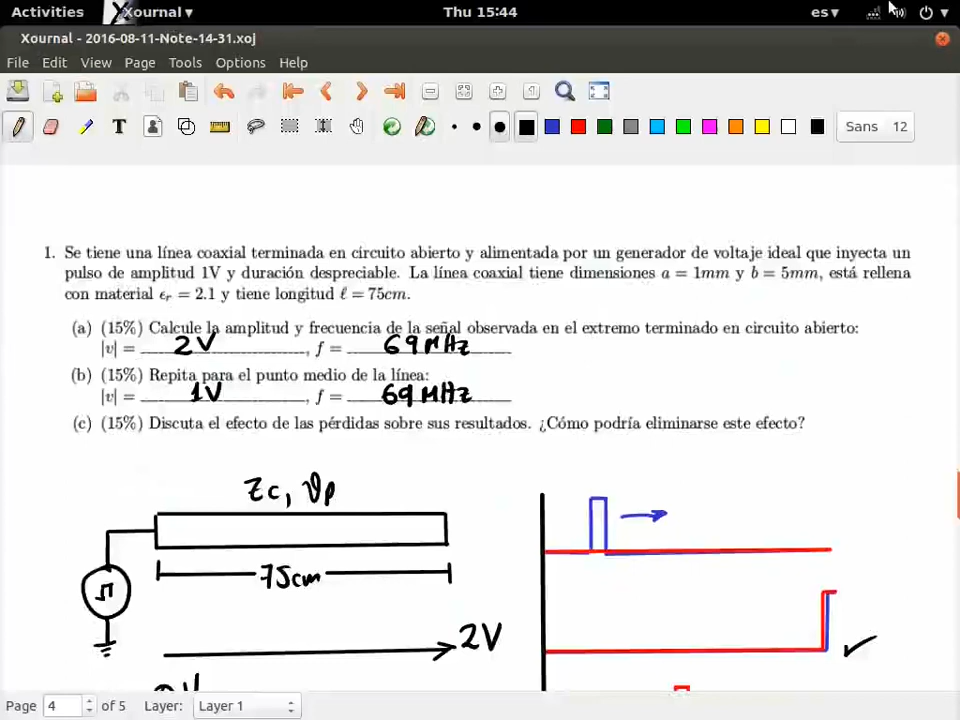 Activities Xournal ▾ Thu 15:44 es ▾
Xournal - 2016-08-11-Note-14-31.xoj
File Edit View Page Tools Options Help
Sans 12
1. Se tiene una línea coaxial terminada en circuito abierto y alimentada por un generador de voltaje ideal que inyecta un
pulso de amplitud 1V y duración despreciable. La línea coaxial tiene dimensiones a = 1mm y b = 5mm, está rellena
con material ϵr = 2.1 y tiene longitud ℓ = 75cm.
(a) (15%) Calcule la amplitud y frecuencia de la señal observada en el extremo terminado en circuito abierto:
|v| = 2V , f = 69 MHz
(b) (15%) Repita para el punto medio de la línea:
|v| = 1V , f = 69 MHz
(c) (15%) Discuta el efecto de las pérdidas sobre sus resultados. ¿Cómo podría eliminarse este efecto?
Zc, vp
75cm
2V
Page 4 of 5 Layer: Layer 1